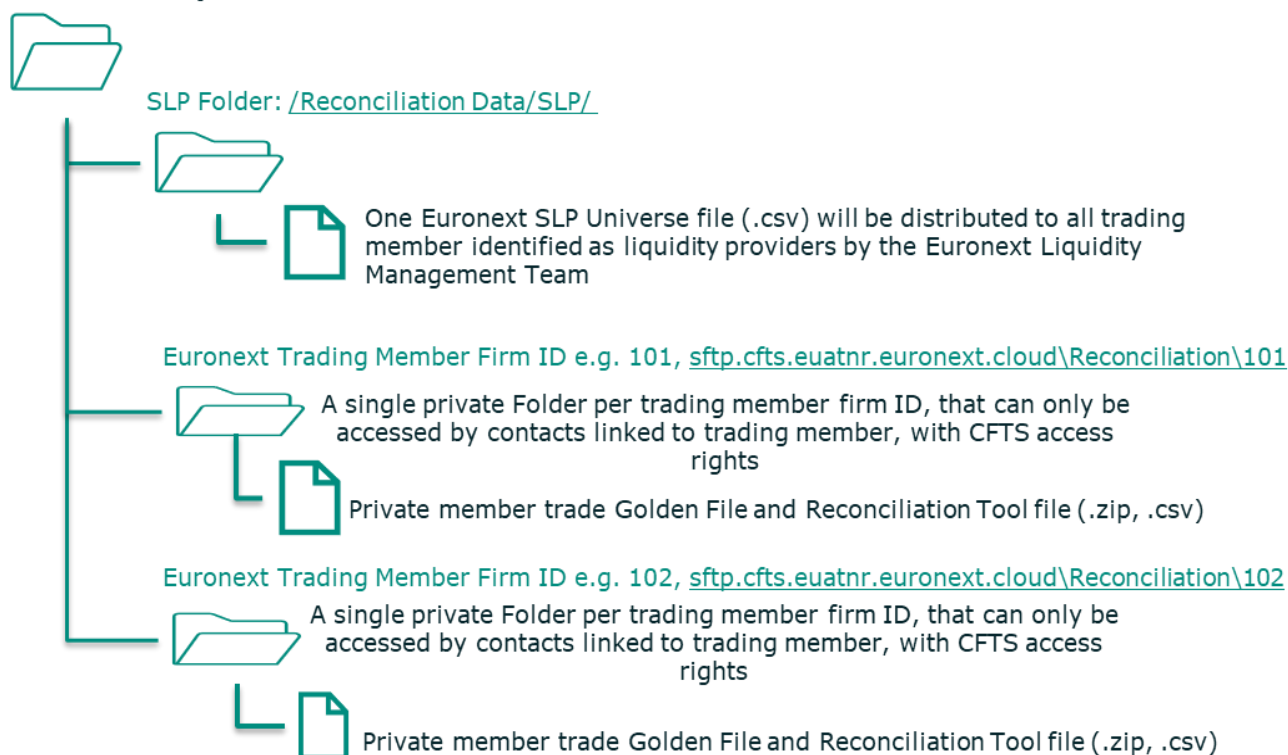 SLP Folder: /Reconciliation Data/SLP/
One Euronext SLP Universe file (.csv) will be distributed to all trading
member identified as liquidity providers by the Euronext Liquidity
Management Team
Euronext Trading Member Firm ID e.g. 101, sftp.cfts.euatnr.euronext.cloud\Reconciliation\101
A single private Folder per trading member firm ID, that can only be
accessed by contacts linked to trading member, with CFTS access
rights
Private member trade Golden File and Reconciliation Tool file (.zip, .csv)
Euronext Trading Member Firm ID e.g. 102, sftp.cfts.euatnr.euronext.cloud\Reconciliation\102
A single private Folder per trading member firm ID, that can only be
accessed by contacts linked to trading member, with CFTS access
rights
Private member trade Golden File and Reconciliation Tool file (.zip, .csv)